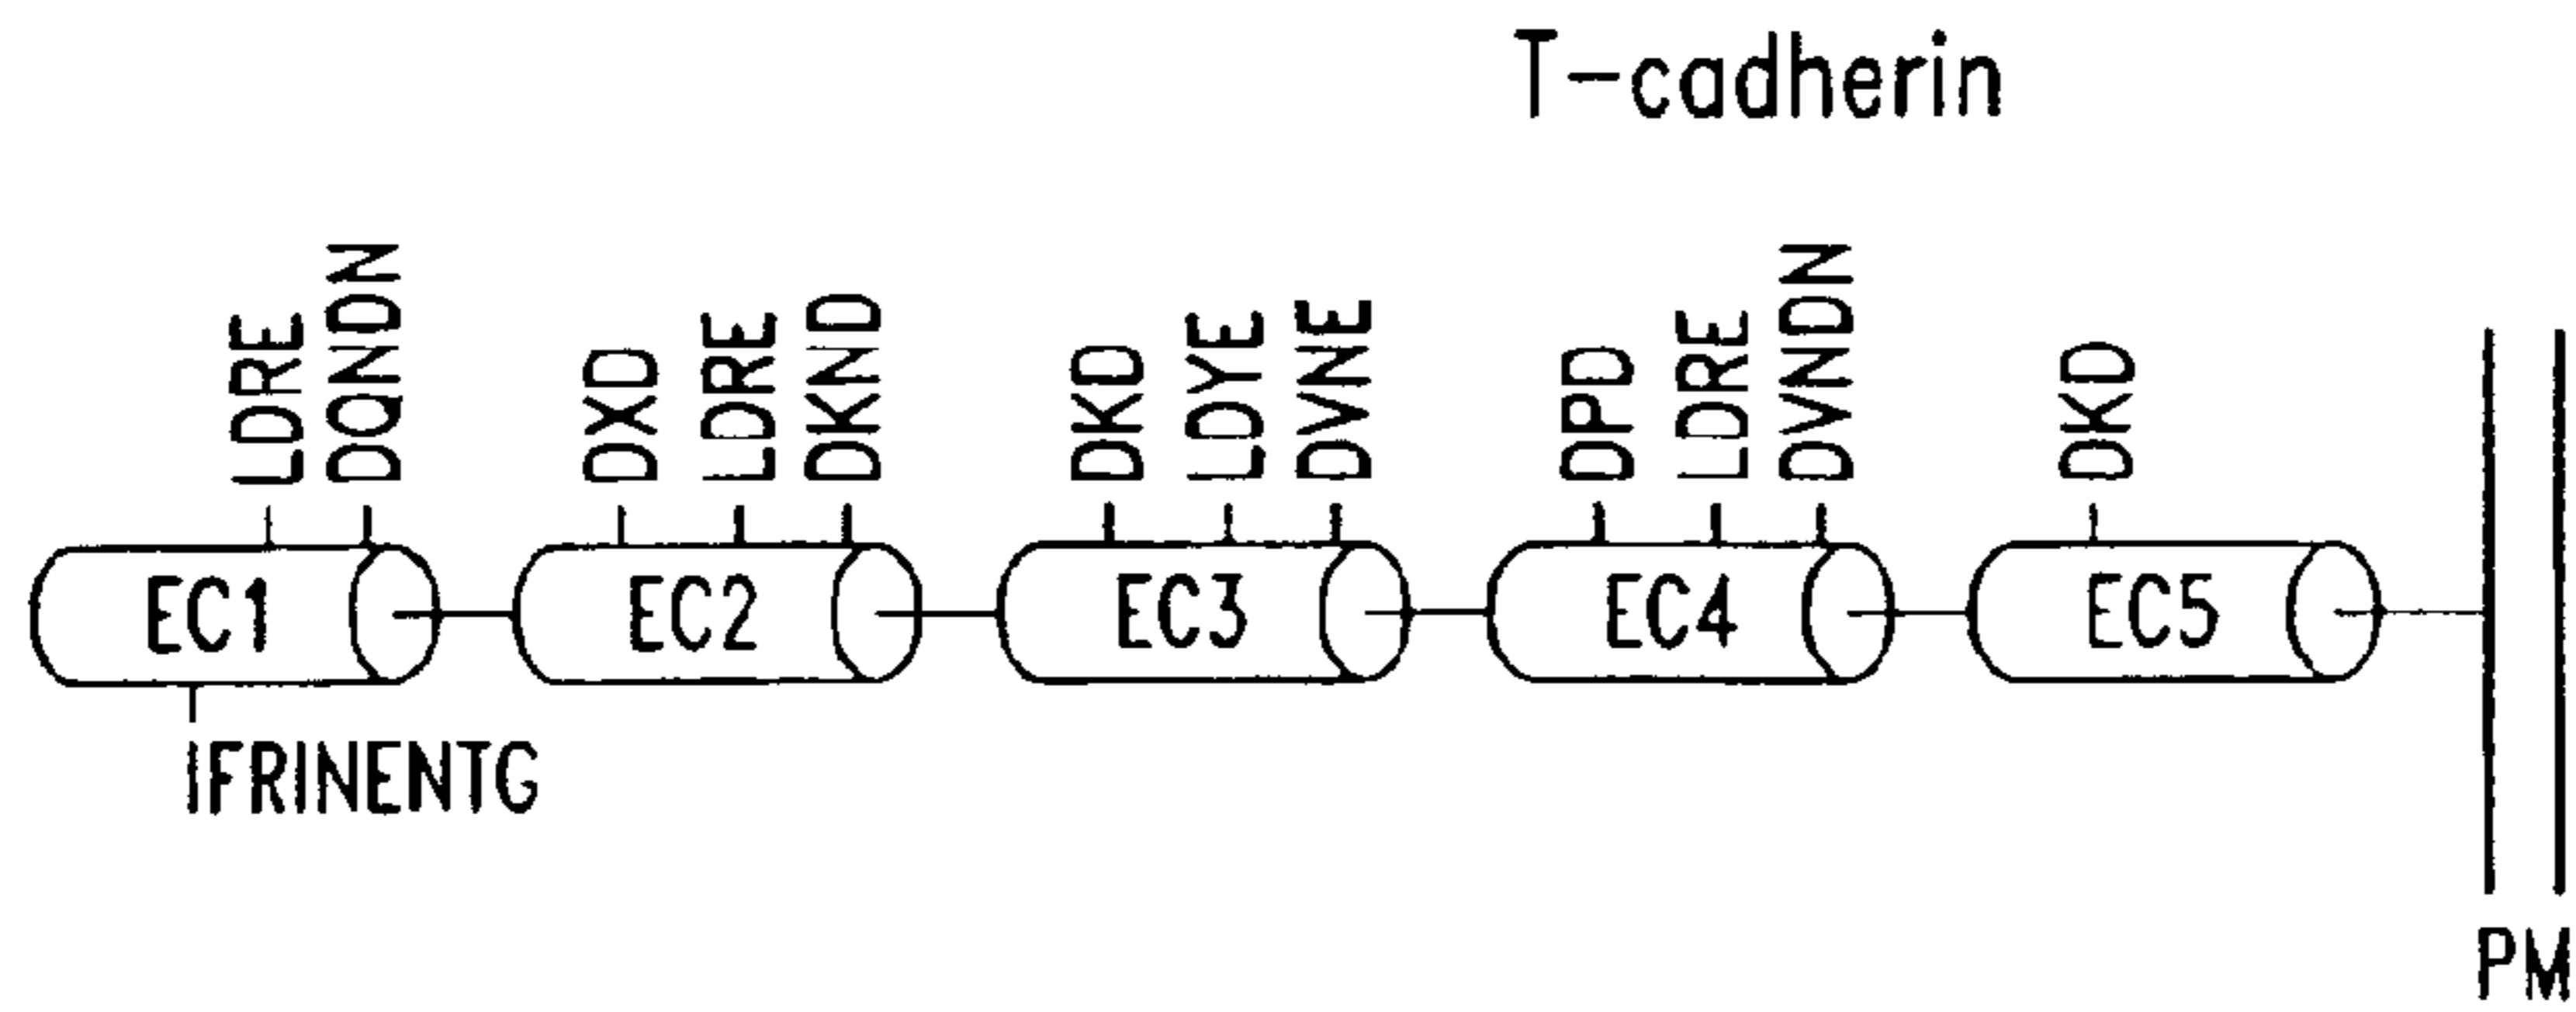 T-cadherin
LDRE
DQNDN
DXD
LDRE
DKND
DKD
LDYE
DVNE
DPD
LDRE
DVNDN
DKD
EC1
EC2
EC3
EC4
EC5
IFRINENTG
PM